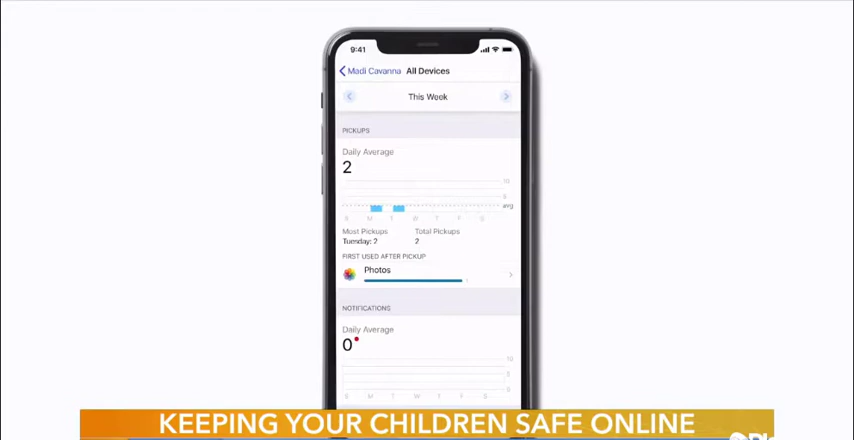 9:41
Madi Cavanna All Devices
This Week
PICKUPS
Daily Average
2
10
5
avg
S M T W T F S
Most Pickups Total Pickups
Tuesday: 2 2
FIRST USED AFTER PICKUP
Photos
NOTIFICATIONS
Daily Average
0
10
5
0
S M T W T F S
KEEPING YOUR CHILDREN SAFE ONLINE